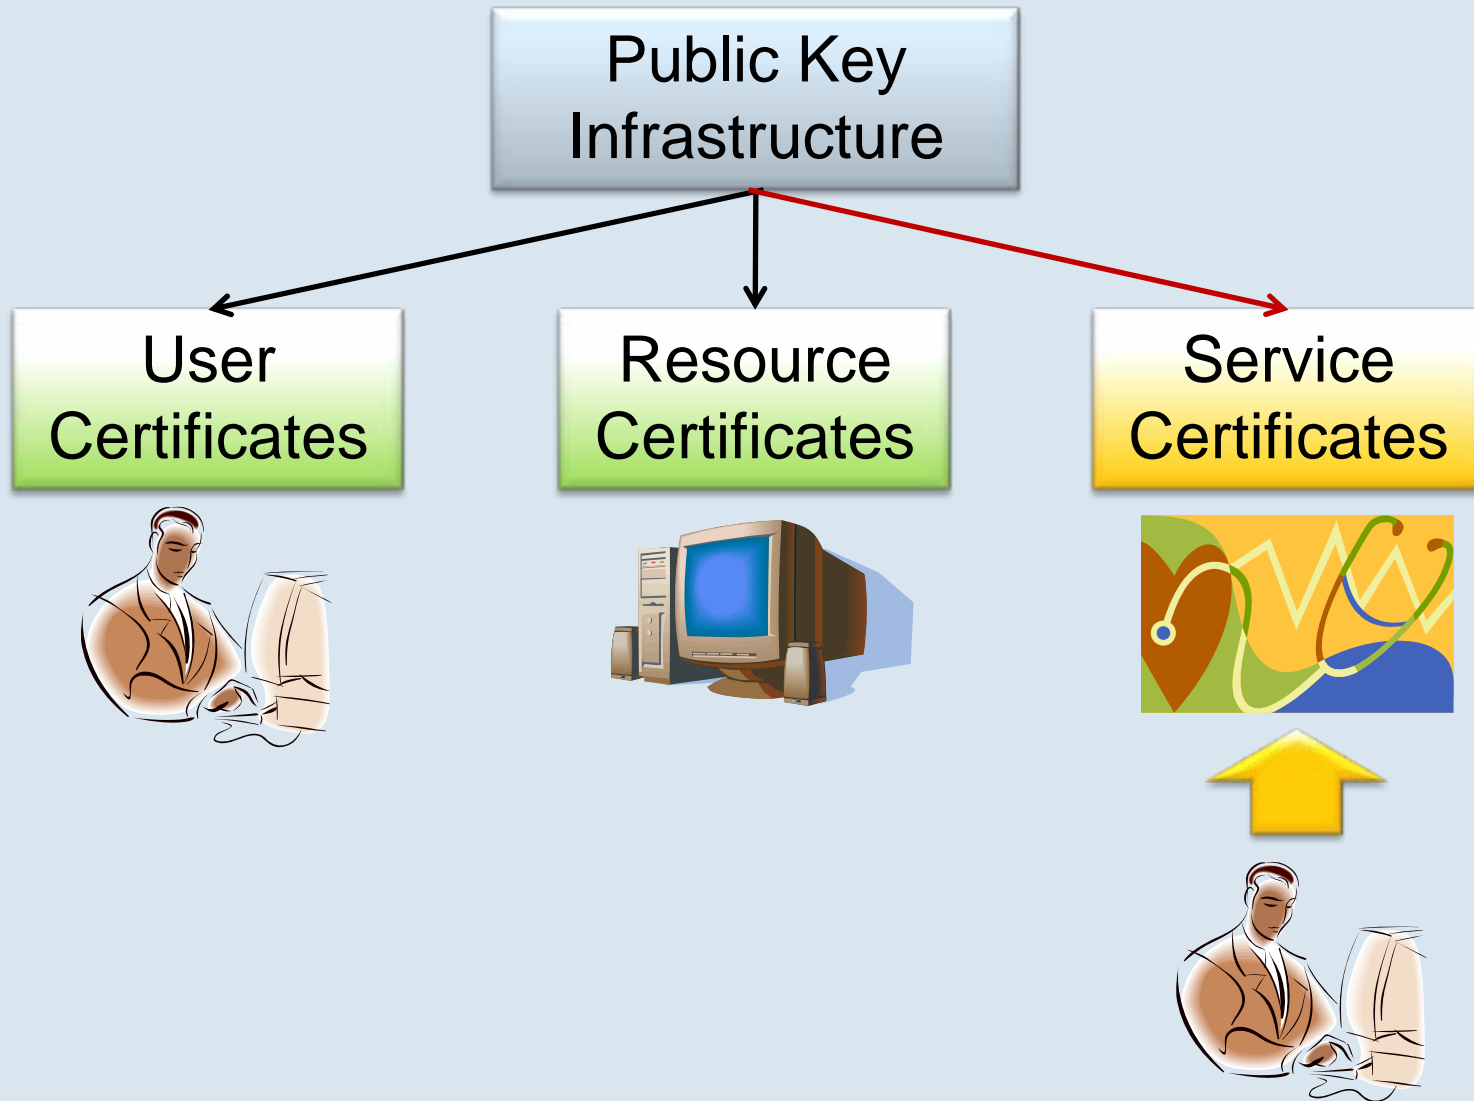 Public Key
Infrastructure
User
Certificates
Resource
Certificates
Service
Certificates